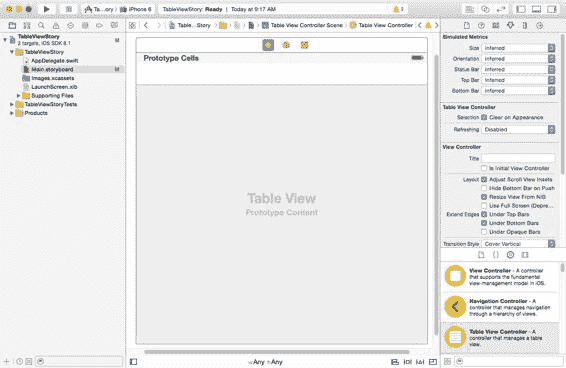 Ta...ory
iPhone 6
TableViewStory: Ready | Today at 9:17 AM
2
TableViewStory
2 targets, iOS SDK 8.1
M
TableViewStory
AppDelegate.swift
Main.storyboard
M
Images.xcassets
LaunchScreen.xib
Supporting Files
TableViewStoryTests
Products
Table...Story
Table View Controller Scene
Table View Controller
Prototype Cells
Table View
Prototype Content
wAny hAny
Simulated Metrics
Size Inferred
Orientation Inferred
Status Bar Inferred
Top Bar Inferred
Bottom Bar Inferred
Table View Controller
Selection Clear on Appearance
Refreshing Disabled
View Controller
Title
Is Initial View Controller
Layout Adjust Scroll View Insets
Hide Bottom Bar on Push
Resize View From NIB
Use Full Screen (Depre...
Extend Edges Under Top Bars
Under Bottom Bars
Under Opaque Bars
Transition Style Cover Vertical
View Controller - A controller
that supports the fundamental
view-management model in iOS.
Navigation Controller - A
controller that manages navigation
through a hierarchy of views.
Table View Controller - A
controller that manages a table
view.